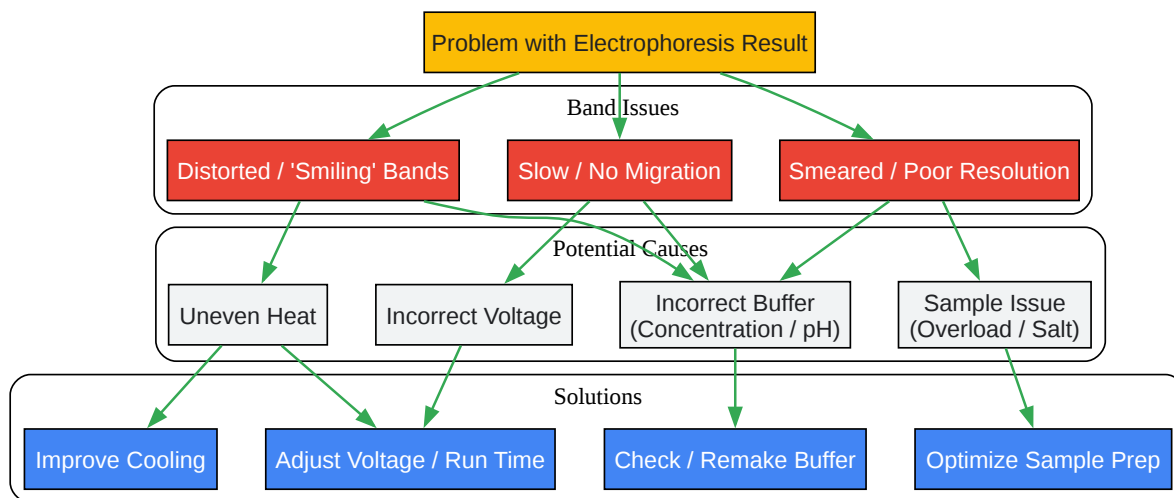 Problem with Electrophoresis Result
Band Issues
Distorted / 'Smiling' Bands
Slow / No Migration
Smeared / Poor Resolution
Potential Causes
Uneven Heat
Incorrect Voltage
Incorrect Buffer
(Concentration / pH)
Sample Issue
(Overload / Salt)
Solutions
Improve Cooling
Adjust Voltage / Run Time
Check / Remake Buffer
Optimize Sample Prep